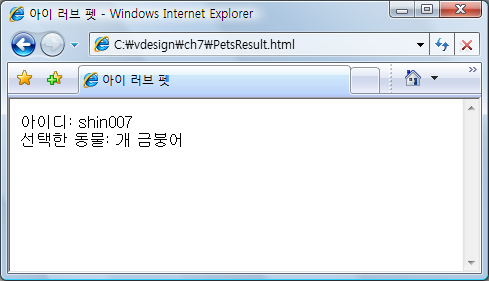 아이 러브 펫 - Windows Internet Explorer
C:₩vdesign₩ch7₩PetsResult.html
아이 러브 펫
아이디: shin007
선택한 동물: 개 금붕어